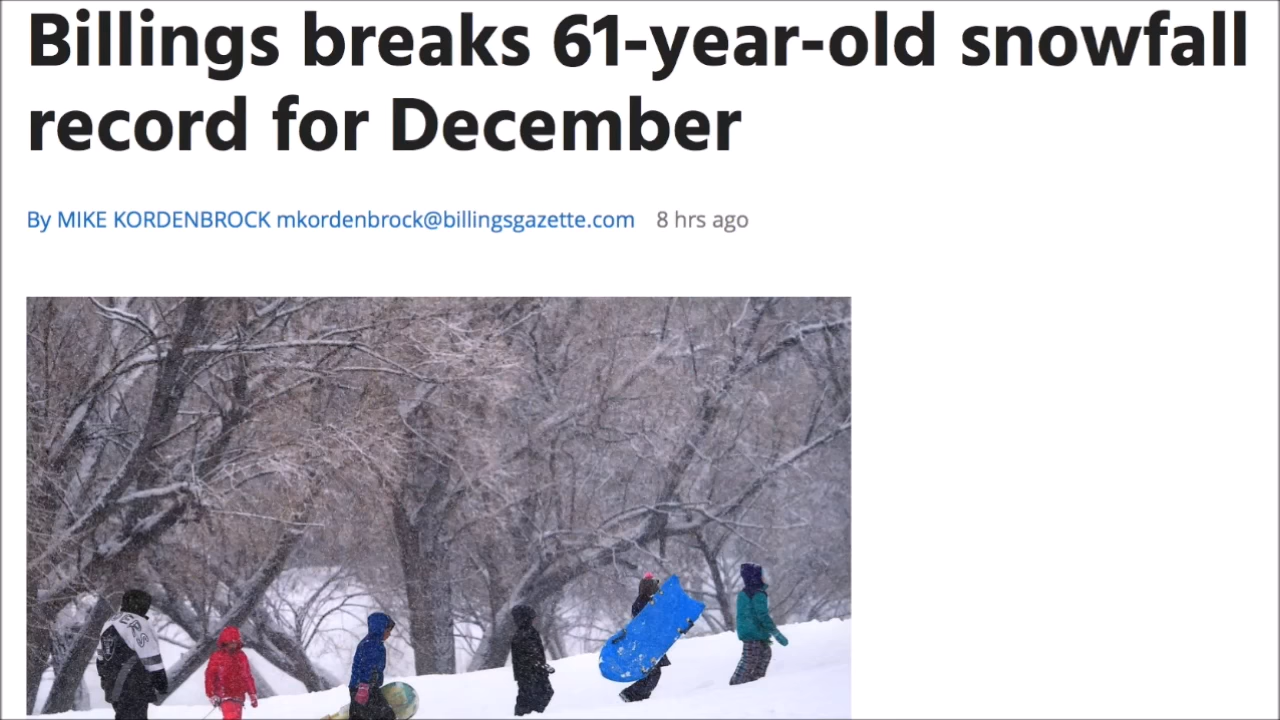 Billings breaks 61-year-old snowfall
record for December
By MIKE KORDENBROCK mkordenbrock@billingsgazette.com 8 hrs ago